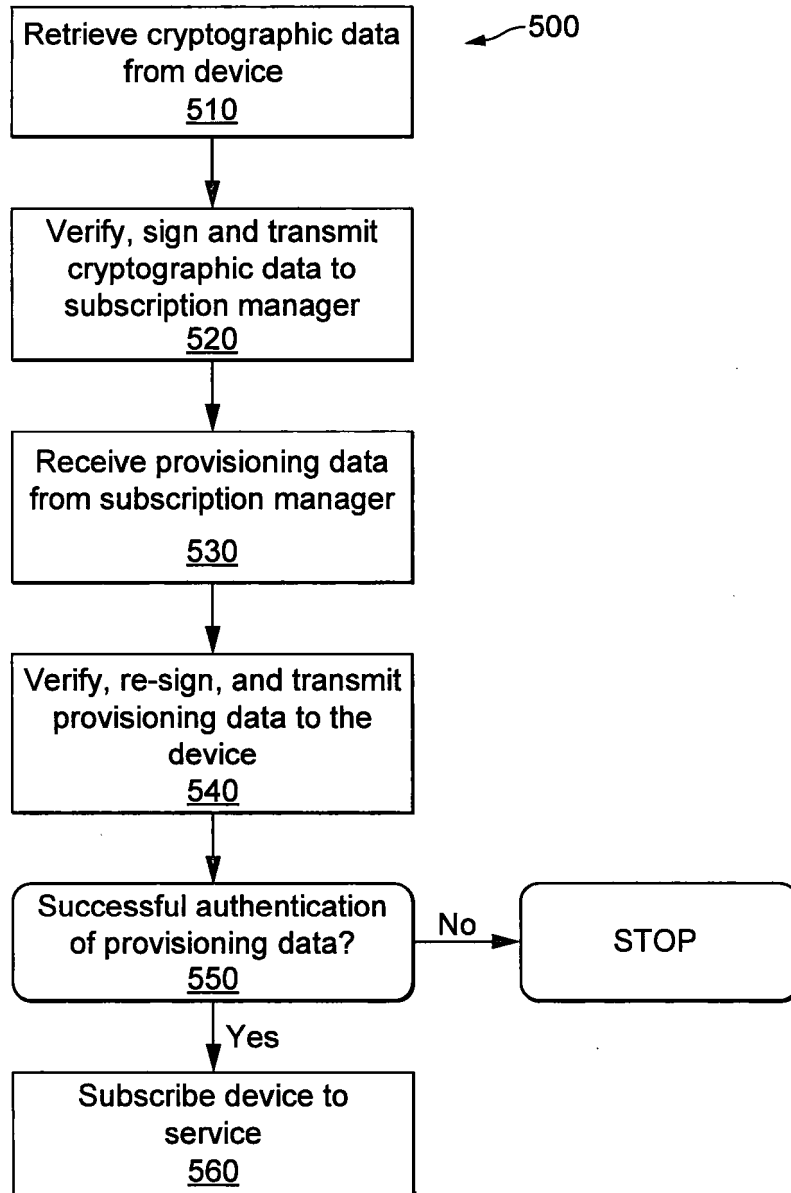 Retrieve cryptographic data
from device
510
500
Verify, sign and transmit
cryptographic data to
subscription manager
520
Receive provisioning data
from subscription manager
530
Verify, re-sign, and transmit
provisioning data to the
device
540
Successful authentication
of provisioning data?
550
No
STOP
Yes
Subscribe device to
service
560